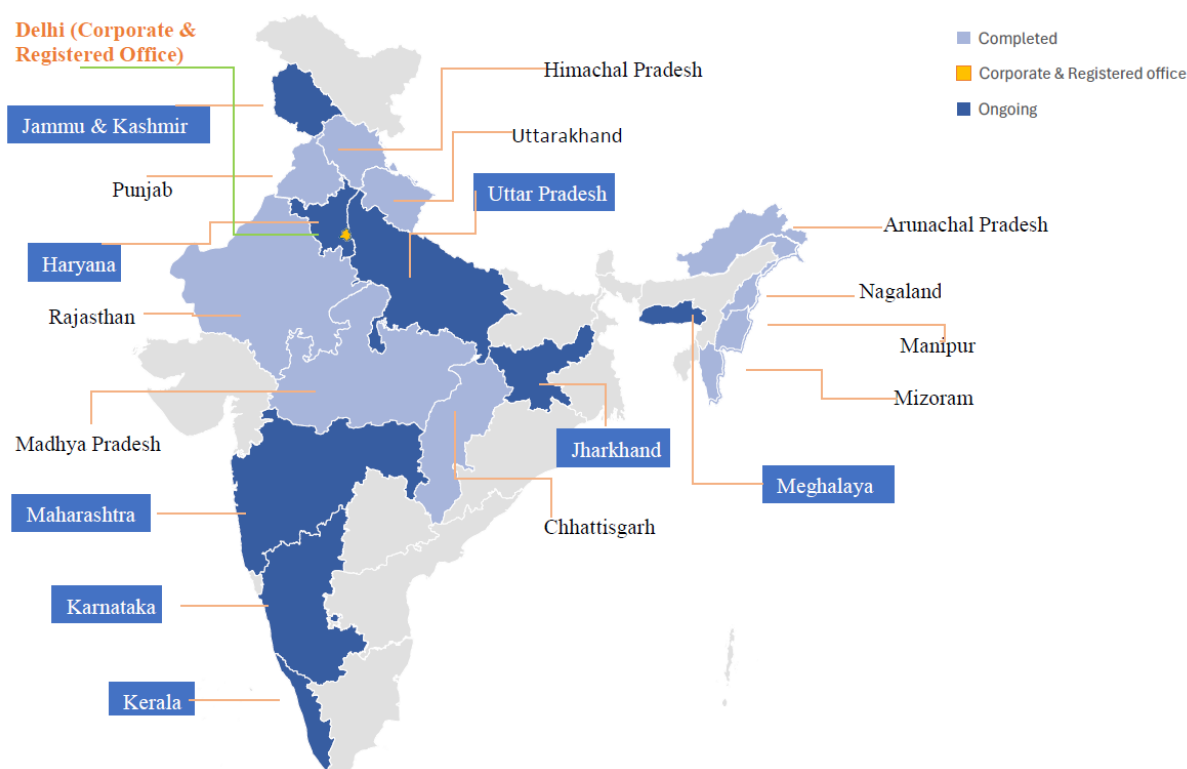 Delhi (Corporate &
Registered Office)
Completed
Corporate & Registered office
Ongoing
Himachal Pradesh
Jammu & Kashmir
Uttarakhand
Punjab
Uttar Pradesh
Arunachal Pradesh
Haryana
Nagaland
Rajasthan
Manipur
Mizoram
Madhya Pradesh
Jharkhand
Meghalaya
Maharashtra
Chhattisgarh
Karnataka
Kerala